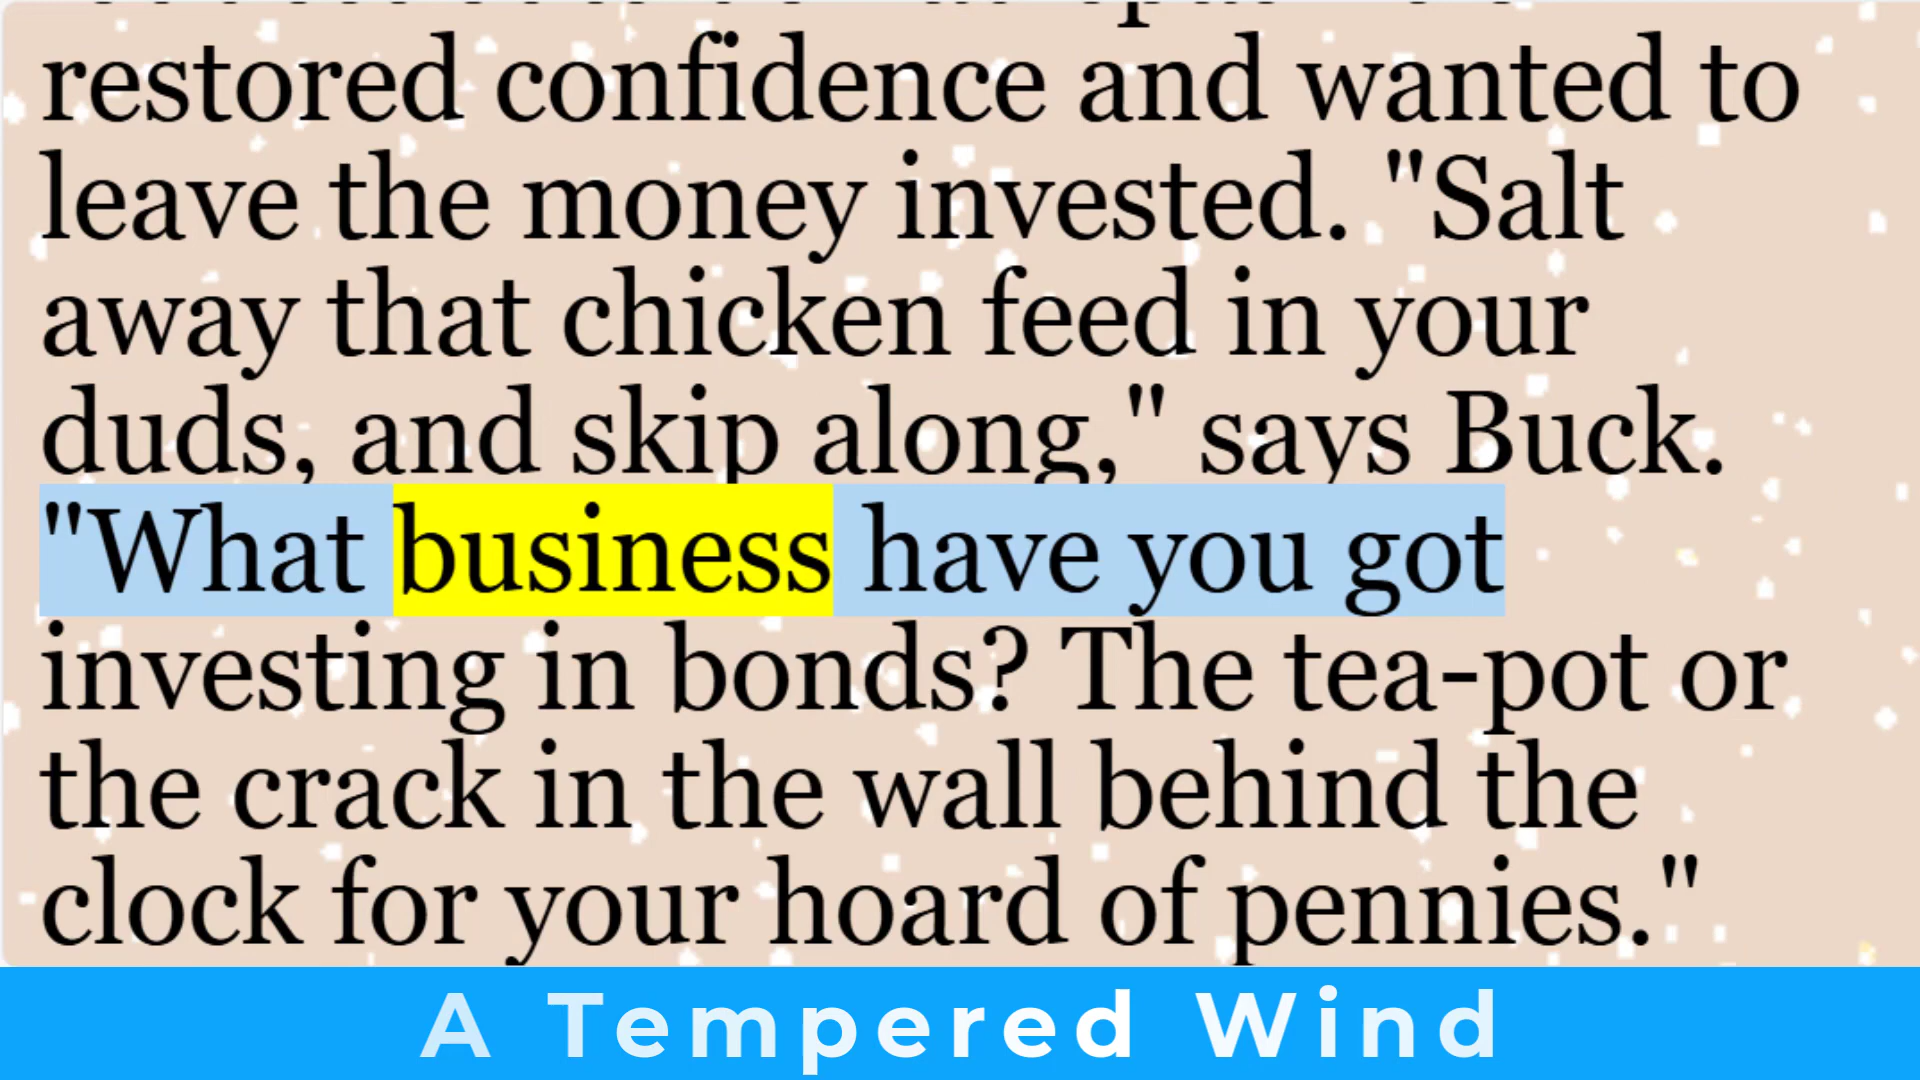 restored confidence and wanted to
leave the money invested. "Salt
away that chicken feed in your
duds, and skip along," says Buck.
"What business have you got
investing in bonds? The tea-pot or
the crack in the wall behind the
clock for your hoard of pennies."
A Tempered Wind